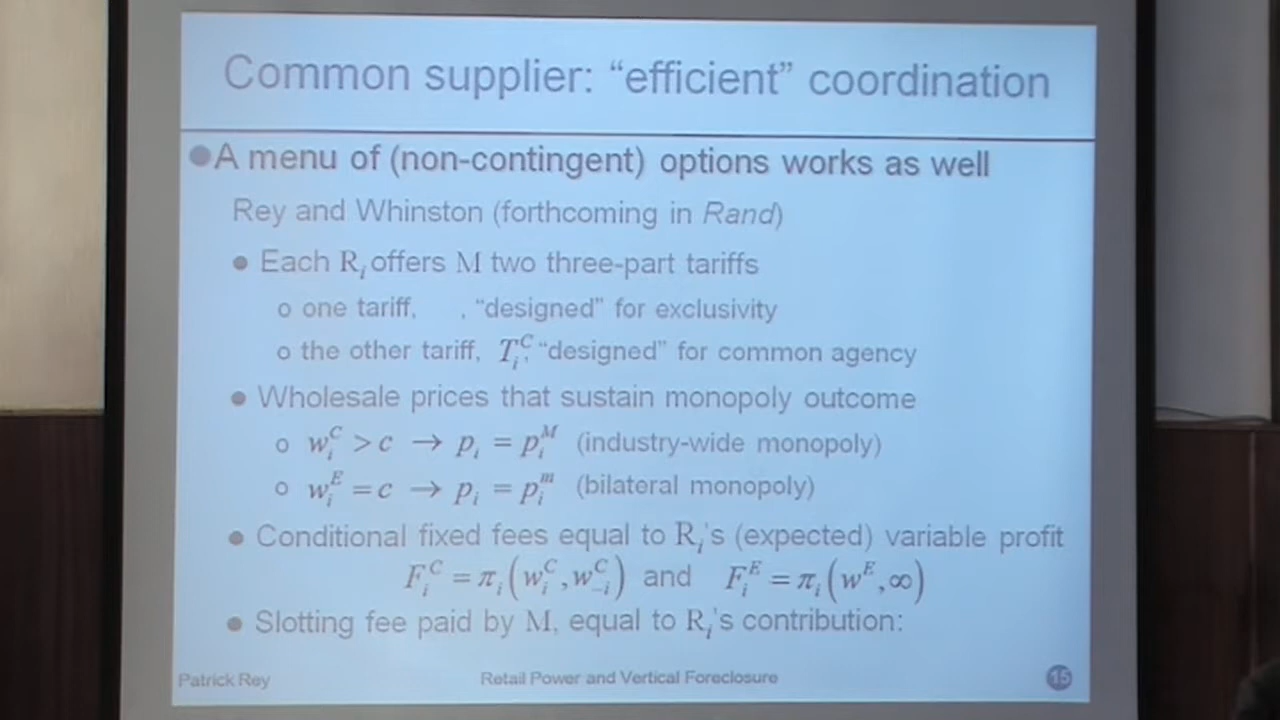 Common supplier: “efficient” coordination
●A menu of (non-contingent) options works as well
Rey and Whinston (forthcoming in Rand)
● Each Rᵢ offers M two three-part tariffs
o one tariff, , “designed” for exclusivity
o the other tariff, Tᵢᶜ, “designed” for common agency
● Wholesale prices that sustain monopoly outcome
o wᵢᶜ > c → pᵢ = pᵢᴹ (industry-wide monopoly)
o wᵢᴱ = c → pᵢ = pᵢᵐ (bilateral monopoly)
● Conditional fixed fees equal to Rᵢ's (expected) variable profit
Fᵢᶜ = πᵢ(wᵢᶜ, w₋ᵢᶜ) and Fᵢᴱ = πᵢ(wᴱ, ∞)
● Slotting fee paid by M, equal to Rᵢ's contribution:
Patrick Rey
Retail Power and Vertical Foreclosure
15